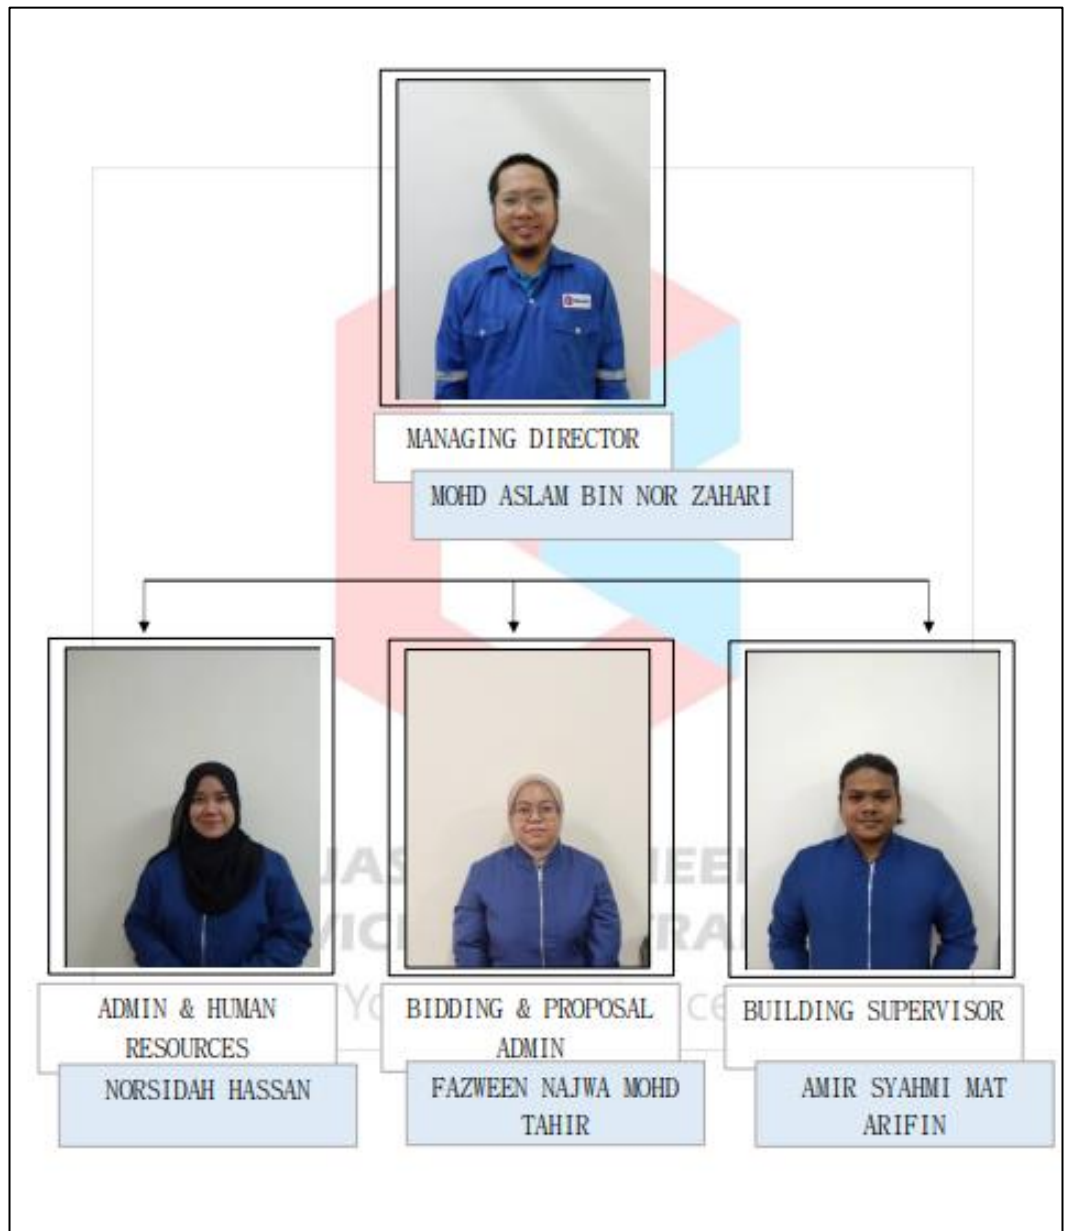 MANAGING DIRECTOR
MOHD ASLAM BIN NOR ZAHARI
ADMIN & HUMAN
RESOURCES
NORSIDAH HASSAN
BIDDING & PROPOSAL
ADMIN
FAZWEEN NAJWA MOHD
TAHIR
BUILDING SUPERVISOR
AMIR SYAHMI MAT
ARIFIN